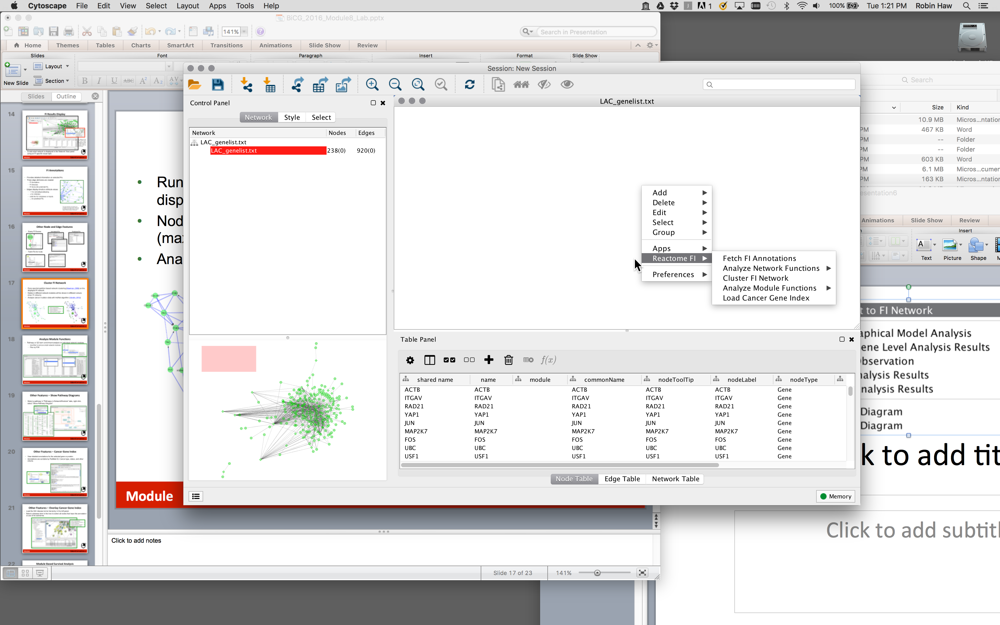 Cytoscape File Edit View Select Layout Apps Tools Help
1 100% Tue 1:21 PM Robin Haw
BiCG_2016_Module8_Lab.pptx
141%
Search in Presentation
Home Themes Tables Charts SmartArt Transitions Animations Slide Show Review
Slides Font Paragraph Insert Format Slide Show
New Slide Layout Section
B I U ABC A2 A2 AV
Slides Outline
14
FI Results Display
15
FI Annotations
16
Other Node and Edge Features
17
Cluster FI Network
18
Analyze Module Functions
19
Other Features – Show Pathway Diagrams
20
Other Features – Cancer Gene Index
21
Other Features – Overlay Cancer Gene Index
22
Module Based Survival Analysis
• Run
disp
• Nod
(max
• Ana
Module
Click to add notes
Slide 17 of 23
141%
Session: New Session
Control Panel
Network Style Select
Network Nodes Edges
LAC_genelist.txt
LAC_genelist.txt 238(0) 920(0)
LAC_genelist.txt
Add
Delete
Edit
Select
Group
Apps
Reactome FI
Preferences
Fetch FI Annotations
Analyze Network Functions
Cluster FI Network
Analyze Module Functions
Load Cancer Gene Index
Table Panel
f(x)
shared name name module commonName nodeToolTip nodeLabel nodeType
ACTB ACTB ACTB ACTB ACTB Gene
ITGAV ITGAV ITGAV ITGAV ITGAV Gene
RAD21 RAD21 RAD21 RAD21 RAD21 Gene
YAP1 YAP1 YAP1 YAP1 YAP1 Gene
JUN JUN JUN JUN JUN Gene
MAP2K7 MAP2K7 MAP2K7 MAP2K7 MAP2K7 Gene
FOS FOS FOS FOS FOS Gene
UBC UBC UBC UBC UBC Gene
USF1 USF1 USF1 USF1 USF1 Gene
Node Table Edge Table Network Table
Memory
Search
Size Kind
10.9 MB Micros...ntation
PM 467 KB Word
PM -- Folder
PM -- Folder
PM 603 KB Word
PM 6.1 MB Micros...cumen
PM 163 KB Micros...ntation
esentation6
Animations Slide Show Review
Insert
Text Picture Shape
t to FI Network
aphical Model Analysis
ene Level Analysis Results
bservation
nalysis Results
nalysis Results
Diagram
Diagram
k to add tit
Click to add subtitl